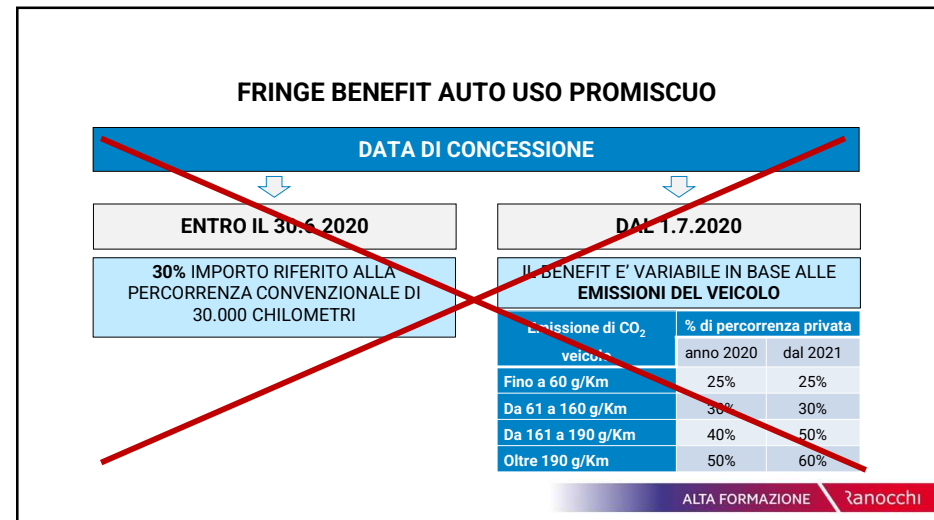 FRINGE BENEFIT AUTO USO PROMISCUO
DATA DI CONCESSIONE
ENTRO IL 30.6.2020
30% IMPORTO RIFERITO ALLA
PERCORRENZA CONVENZIONALE DI
30.000 CHILOMETRI
DAL 1.7.2020
IL BENEFIT E' VARIABILE IN BASE ALLE
EMISSIONI DEL VEICOLO
Emissione di CO2 veicolo % di percorrenza privata
anno 2020 dal 2021
Fino a 60 g/Km 25% 25%
Da 61 a 160 g/Km 30% 30%
Da 161 a 190 g/Km 40% 50%
Oltre 190 g/Km 50% 60%
ALTA FORMAZIONE Ranocchi